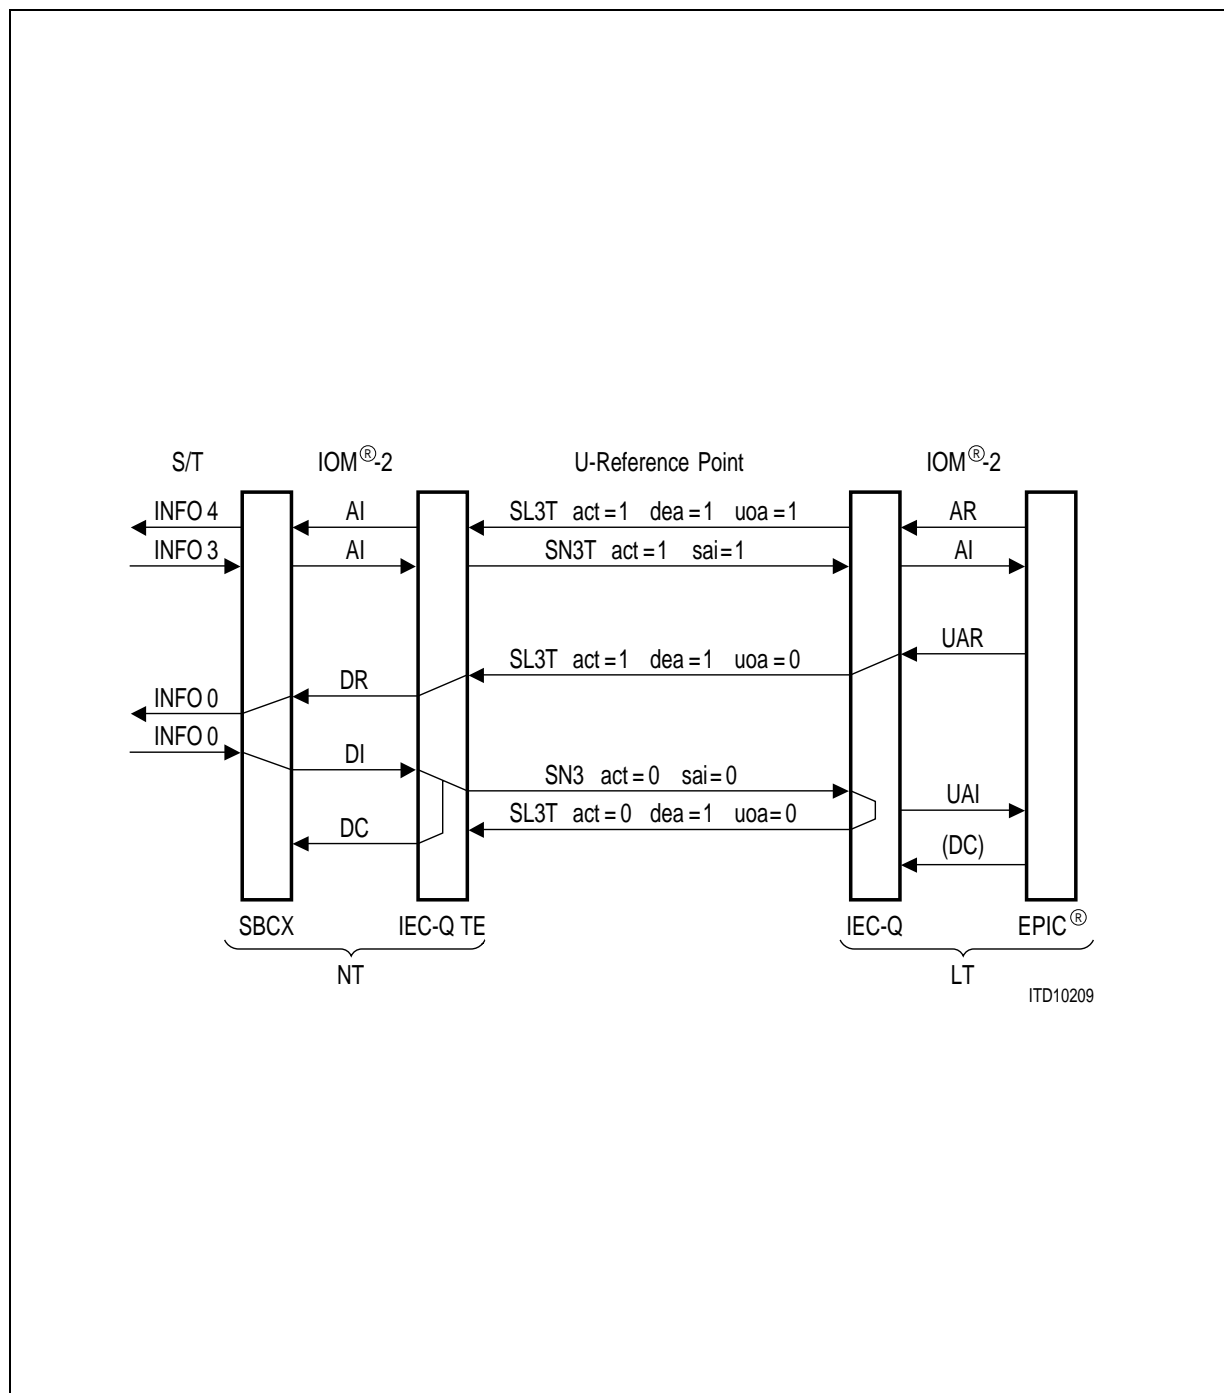 S/T IOM®-2 U-Reference Point IOM®-2
INFO 4 AI SL3T act = 1 dea = 1 uoa = 1 AR
INFO 3 AI SN3T act = 1 sai = 1 AI
UAR
SL3T act = 1 dea = 1 uoa = 0
DR
INFO 0
INFO 0
DI
SN3 act = 0 sai = 0
UAI
SL3T act = 0 dea = 1 uoa = 0
DC
(DC)
SBCX IEC-Q TE IEC-Q EPIC®
NT LT
ITD10209